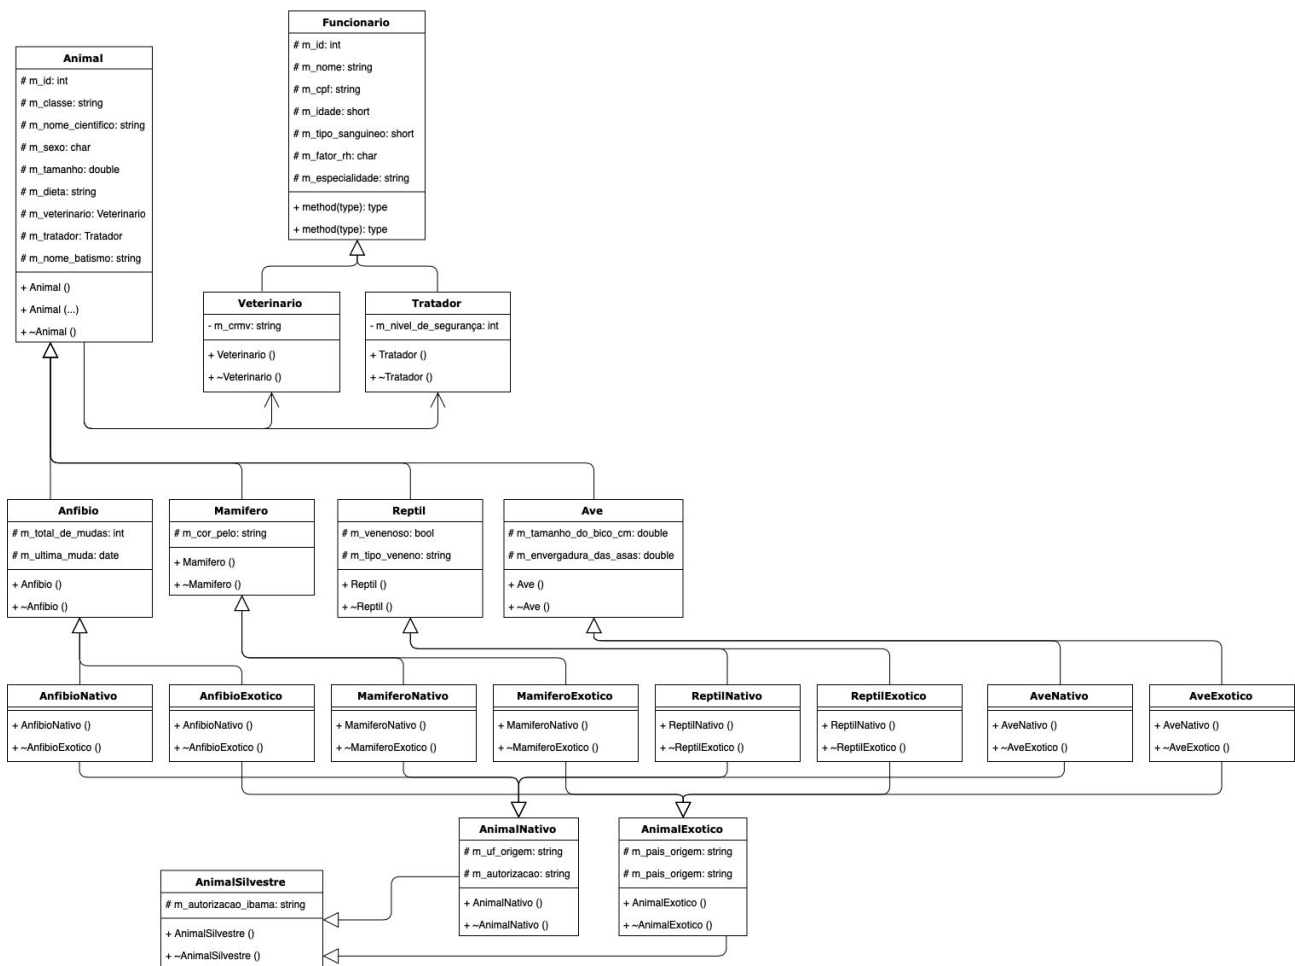 Funcionario
# m_id: int
# m_nome: string
# m_cpf: string
# m_idade: short
# m_tipo_sanguineo: short
# m_fator_rh: char
# m_especialidade: string
+ method(type): type
+ method(type): type
Animal
# m_id: int
# m_classe: string
# m_nome_cientifico: string
# m_sexo: char
# m_tamanho: double
# m_dieta: string
# m_veterinario: Veterinario
# m_tratador: Tratador
# m_nome_batismo: string
+ Animal ()
+ Animal (...)
+ ~Animal ()
Veterinario
- m_crmv: string
+ Veterinario ()
+ ~Veterinario ()
Tratador
- m_nivel_de_segurança: int
+ Tratador ()
+ ~Tratador ()
Anfibio
# m_total_de_mudas: int
# m_ultima_muda: date
+ Anfibio ()
+ ~Anfibio ()
Mamifero
# m_cor_pelo: string
+ Mamifero ()
+ ~Mamifero ()
Reptil
# m_venenoso: bool
# m_tipo_veneno: string
+ Reptil ()
+ ~Reptil ()
Ave
# m_tamanho_do_bico_cm: double
# m_envergadura_das_asas: double
+ Ave ()
+ ~Ave ()
AnfibioNativo
+ AnfibioNativo ()
+ ~AnfibioExotico ()
AnfibioExotico
+ AnfibioNativo ()
+ ~AnfibioExotico ()
MamiferoNativo
+ MamiferoNativo ()
+ ~MamiferoExotico ()
MamiferoExotico
+ MamiferoNativo ()
+ ~MamiferoExotico ()
ReptilNativo
+ ReptilNativo ()
+ ~ReptilExotico ()
ReptilExotico
+ ReptilNativo ()
+ ~ReptilExotico ()
AveNativo
+ AveNativo ()
+ ~AveExotico ()
AveExotico
+ AveNativo ()
+ ~AveExotico ()
AnimalNativo
# m_uf_origem: string
# m_autorizacao: string
+ AnimalNativo ()
+ ~AnimalNativo ()
AnimalExotico
# m_pais_origem: string
# m_pais_origem: string
+ AnimalExotico ()
+ ~AnimalExotico ()
AnimalSilvestre
# m_autorizacao_ibama: string
+ AnimalSilvestre ()
+ ~AnimalSilvestre ()